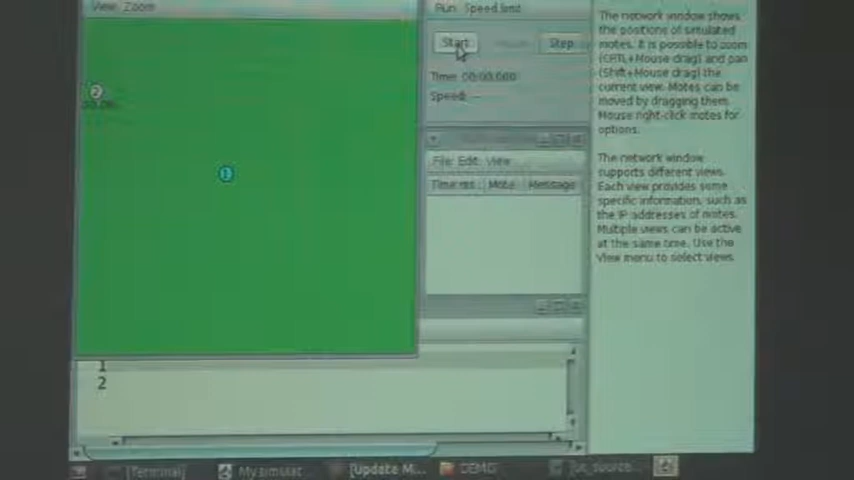 View Zoom
2
1
1
2
Run Speed limit
Start
Step
Time: 00:00.000
Speed: ---
File Edit View
Time ms Mote Message
The network window shows
the positions of simulated
motes. It is possible to zoom
(CRTL+Mouse drag) and pan
(Shift+Mouse drag) the
current view. Motes can be
moved by dragging them.
Mouse right-click motes for
options.
The network window
supports different views.
Each view provides some
specific information, such as
the IP addresses of motes.
Multiple views can be active
at the same time. Use the
View menu to select views.
[Terminal]
My simulat...
[Update M...
DEMO